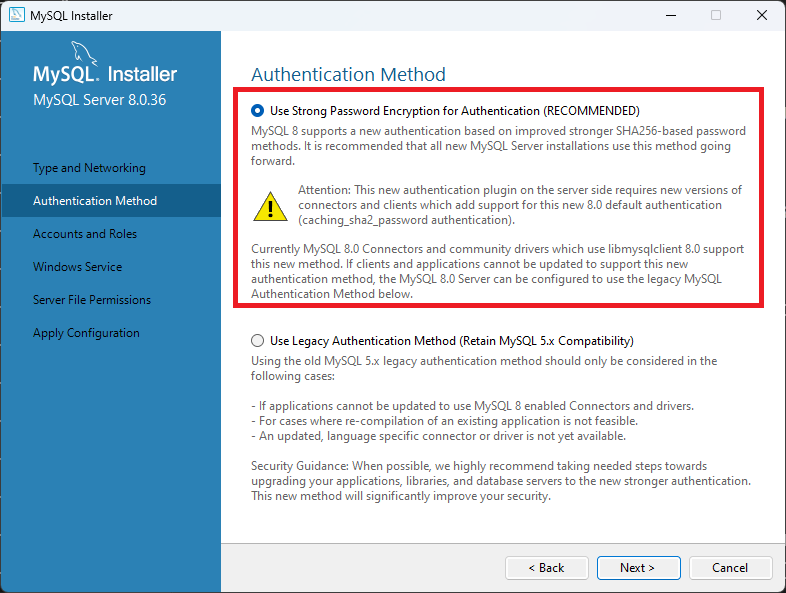 MySQL Installer
MySQL. Installer
MySQL Server 8.0.36
Type and Networking
Authentication Method
Accounts and Roles
Windows Service
Server File Permissions
Apply Configuration
Authentication Method
Use Strong Password Encryption for Authentication (RECOMMENDED)
MySQL 8 supports a new authentication based on improved stronger SHA256-based password
methods. It is recommended that all new MySQL Server installations use this method going
forward.
Attention: This new authentication plugin on the server side requires new versions of
connectors and clients which add support for this new 8.0 default authentication
(caching_sha2_password authentication).
Currently MySQL 8.0 Connectors and community drivers which use libmysqlclient 8.0 support
this new method. If clients and applications cannot be updated to support this new
authentication method, the MySQL 8.0 Server can be configured to use the legacy MySQL
Authentication Method below.
Use Legacy Authentication Method (Retain MySQL 5.x Compatibility)
Using the old MySQL 5.x legacy authentication method should only be considered in the
following cases:
- If applications cannot be updated to use MySQL 8 enabled Connectors and drivers.
- For cases where re-compilation of an existing application is not feasible.
- An updated, language specific connector or driver is not yet available.
Security Guidance: When possible, we highly recommend taking needed steps towards
upgrading your applications, libraries, and database servers to the new stronger authentication.
This new method will significantly improve your security.
< Back
Next >
Cancel